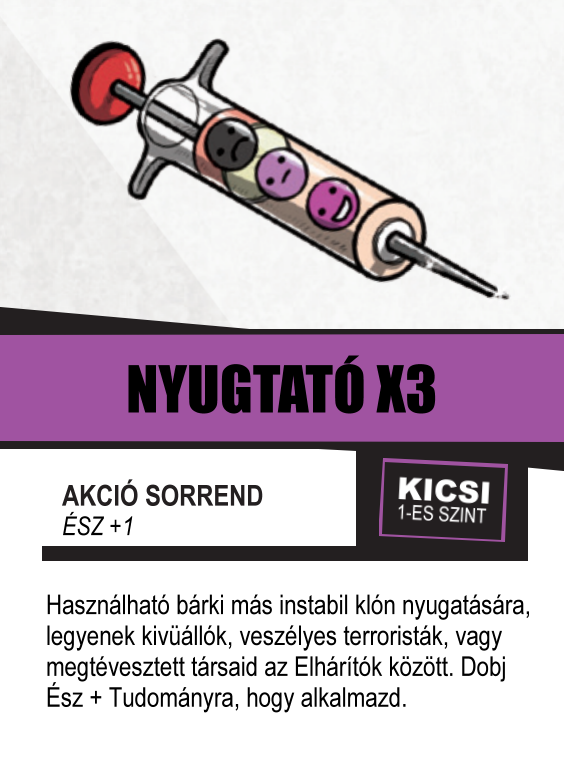 NYUGTATÓ X3
AKCIÓ SORREND
ÉSZ +1
KICSI
1-ES SZINT
Használható bárki más instabil klón nyugatására,
legyenek kivüállók, veszélyes terroristák, vagy
megtévesztett társaid az Elhárítók között. Dobj
Ész + Tudományra, hogy alkalmazd.